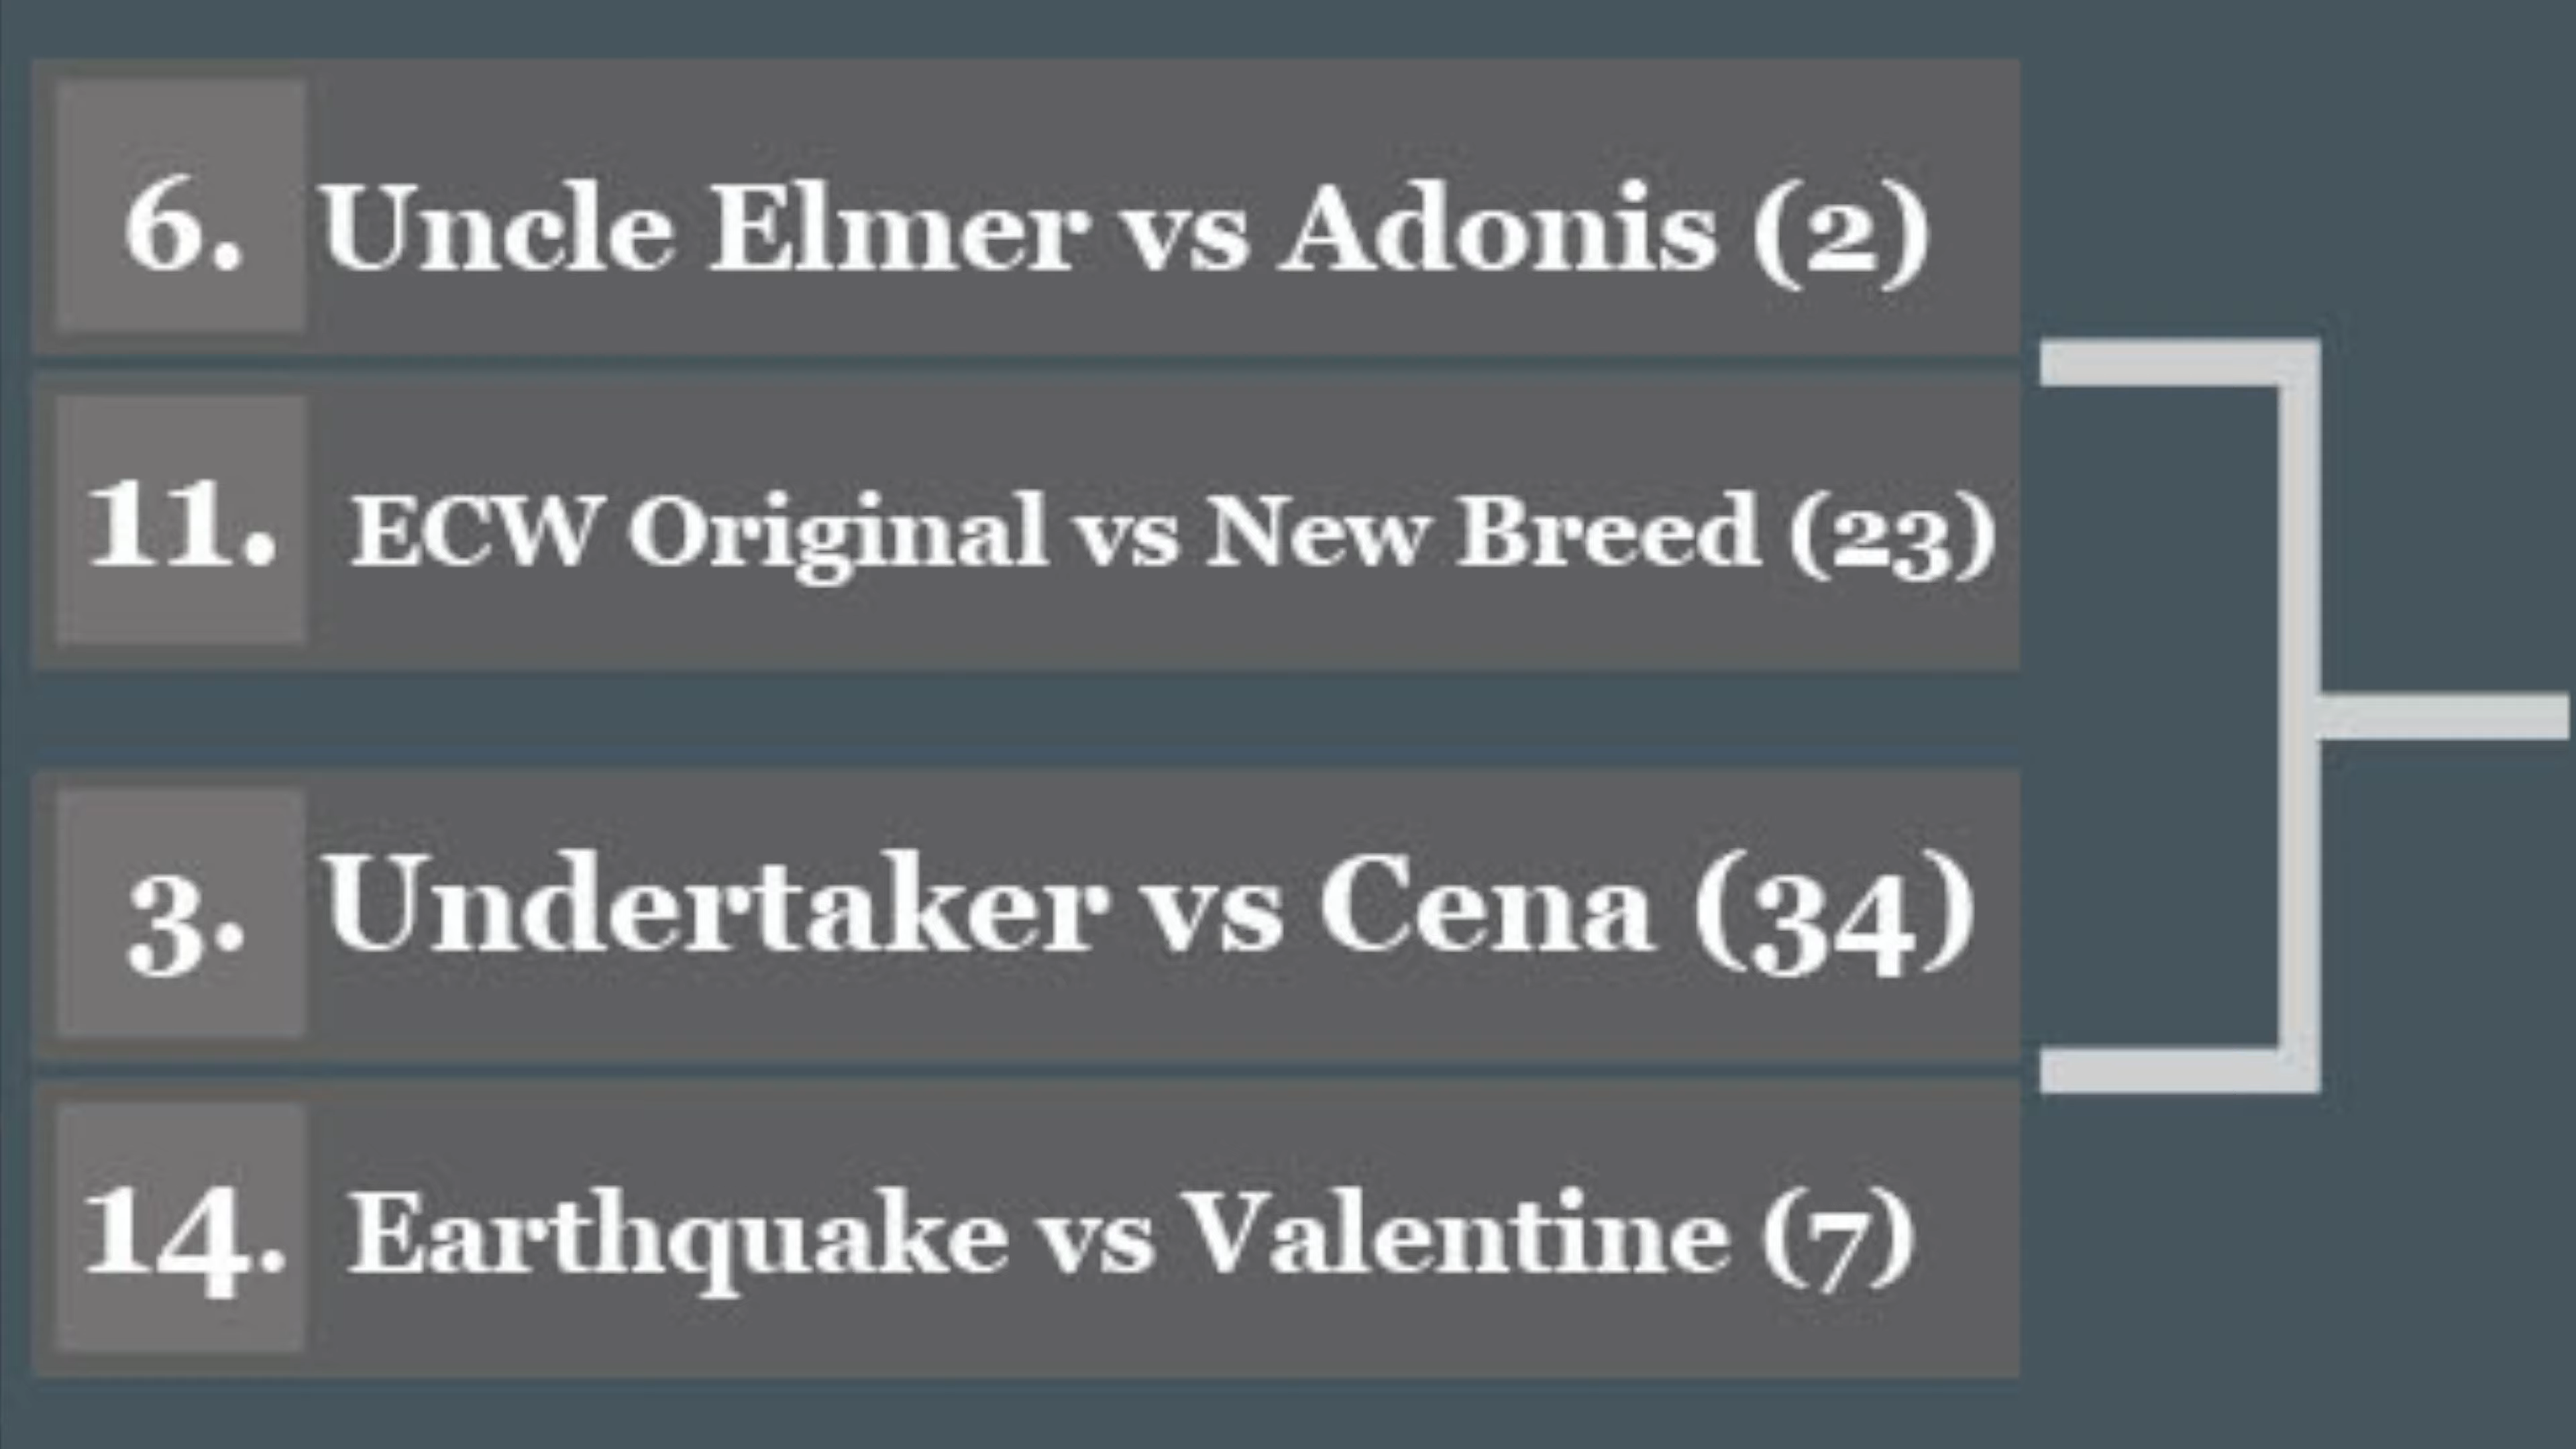 6. Uncle Elmer vs Adonis (2)
11. ECW Original vs New Breed (23)
3. Undertaker vs Cena (34)
14. Earthquake vs Valentine (7)